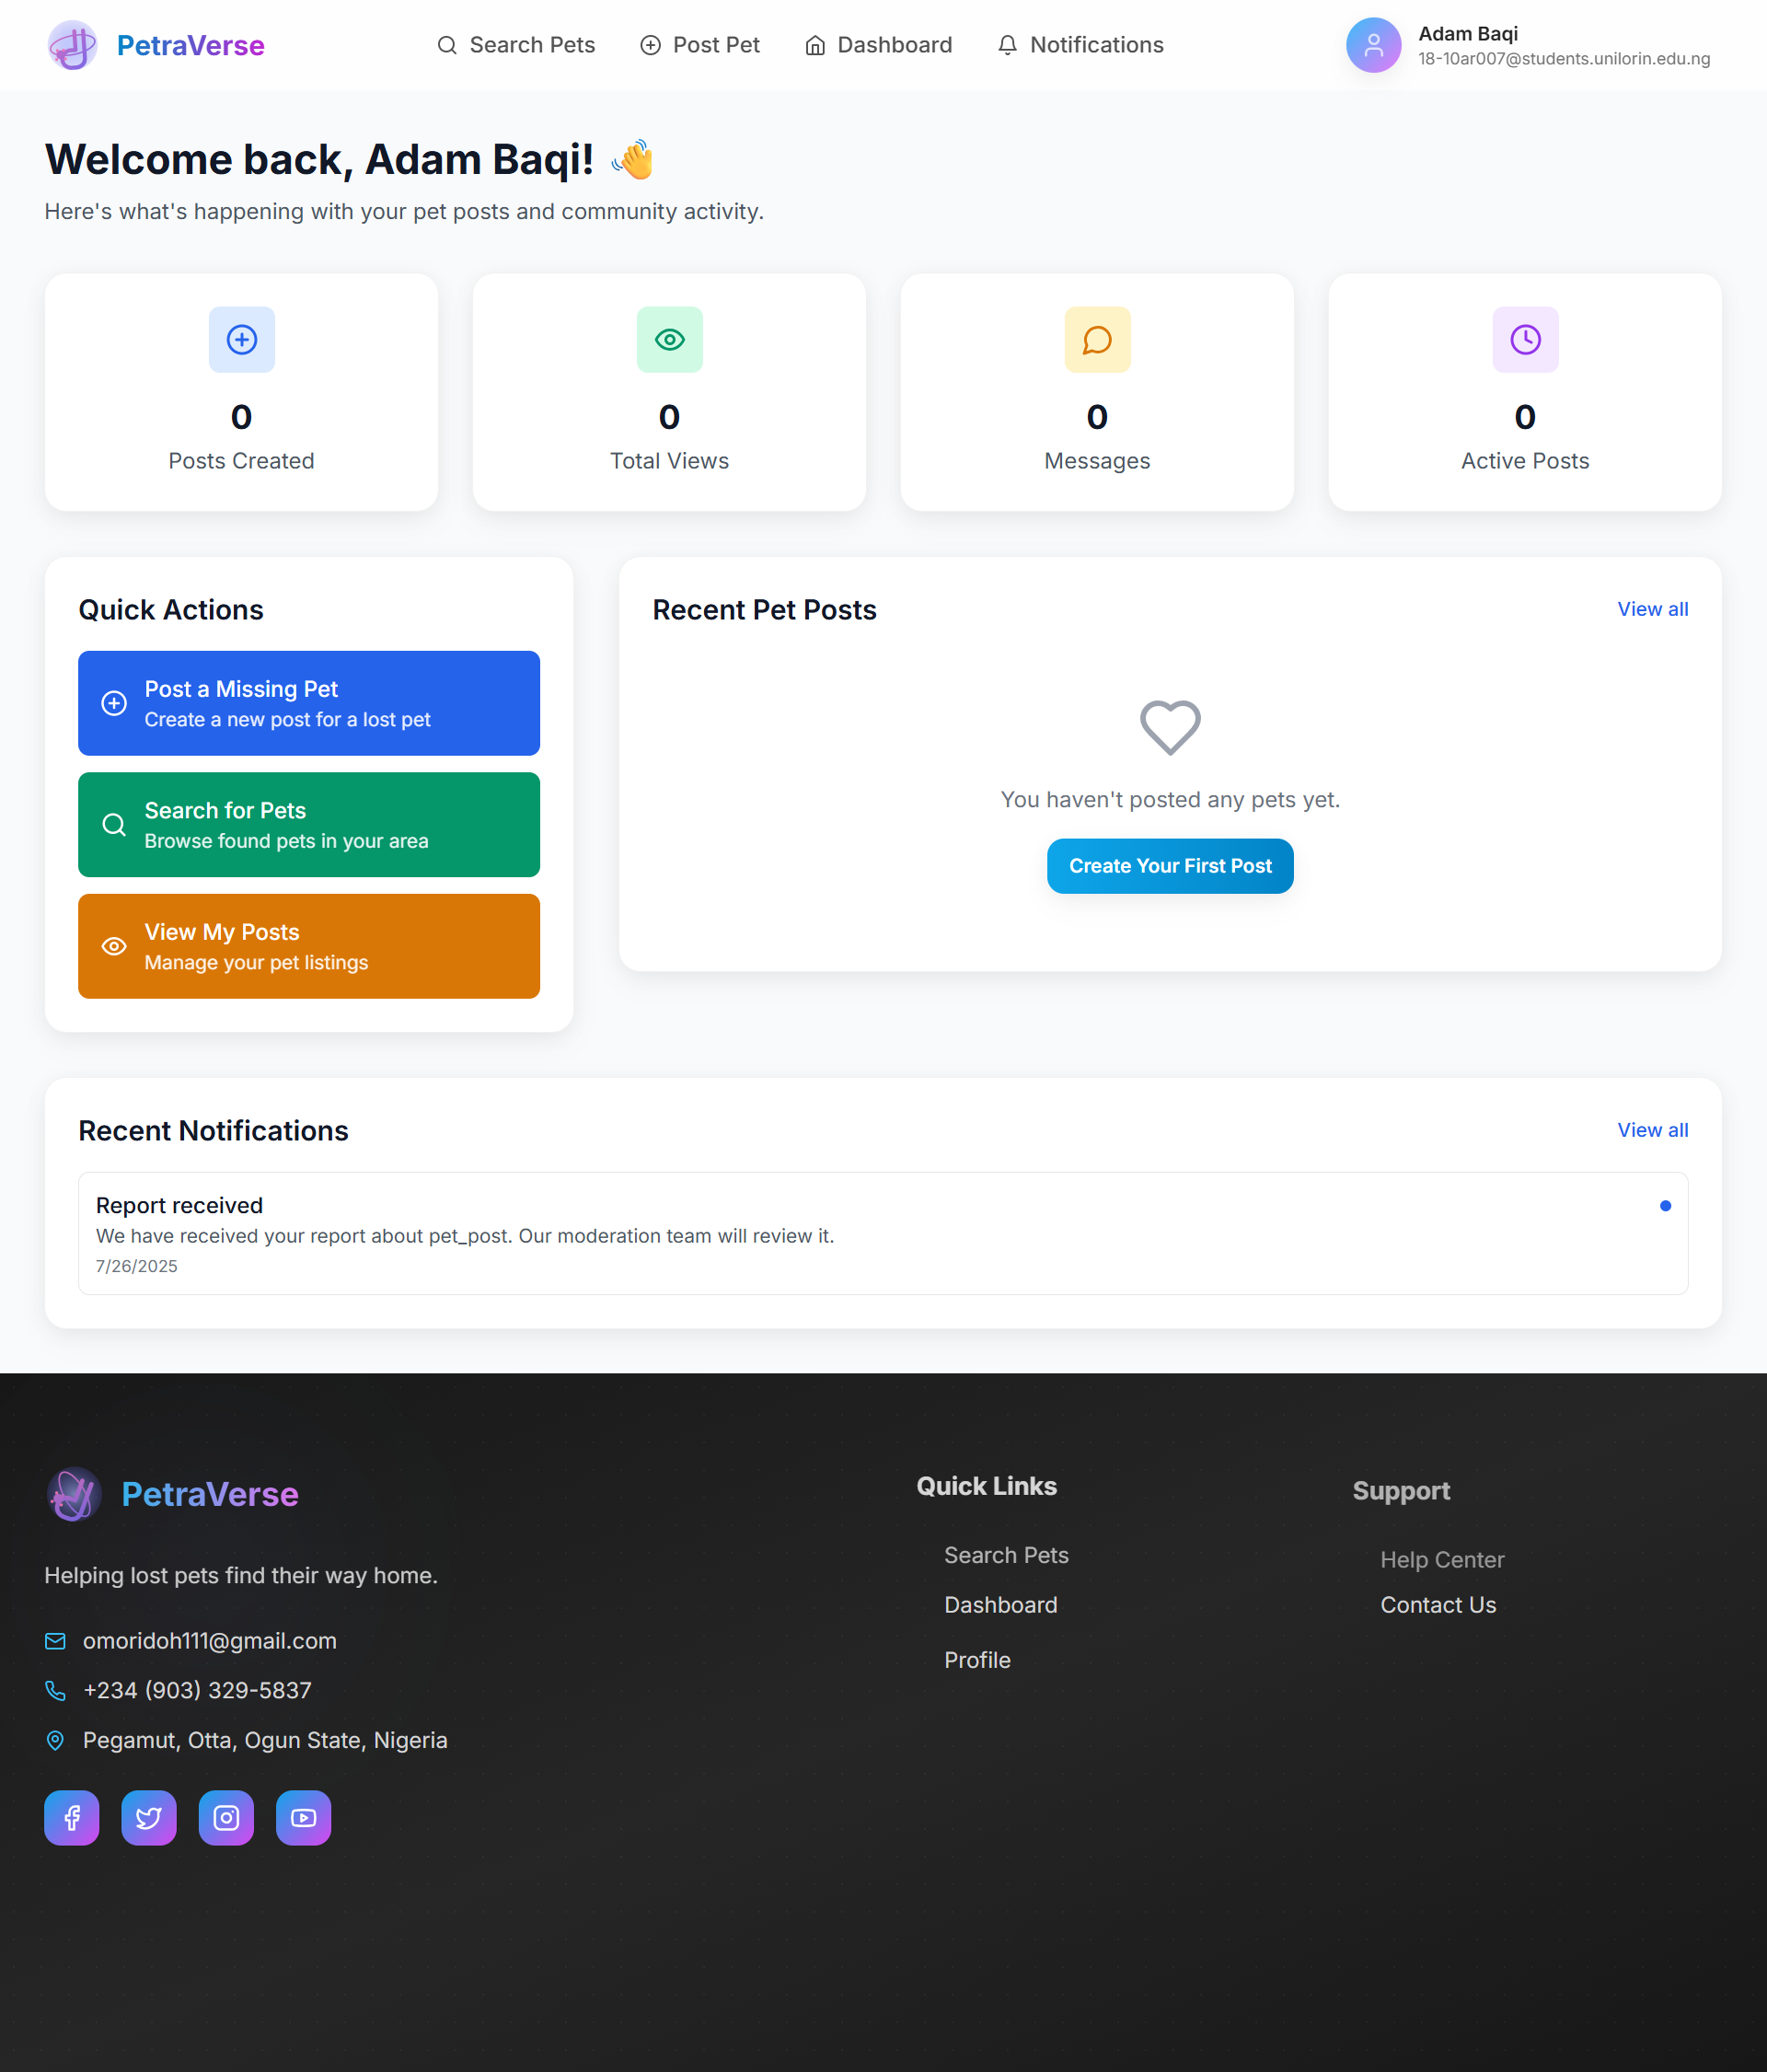 PetraVerse
Search Pets
Post Pet
Dashboard
Notifications
Adam Baqi
18-10ar007@students.unilorin.edu.ng
Welcome back, Adam Baqi! 👋
Here's what's happening with your pet posts and community activity.
0
Posts Created
0
Total Views
0
Messages
0
Active Posts
Quick Actions
Post a Missing Pet
Create a new post for a lost pet
Search for Pets
Browse found pets in your area
View My Posts
Manage your pet listings
Recent Pet Posts
View all
You haven't posted any pets yet.
Create Your First Post
Recent Notifications
View all
Report received
We have received your report about pet_post. Our moderation team will review it.
7/26/2025
PetraVerse
Helping lost pets find their way home.
omoridoh111@gmail.com
+234 (903) 329-5837
Pegamut, Otta, Ogun State, Nigeria
Quick Links
Search Pets
Dashboard
Profile
Support
Help Center
Contact Us